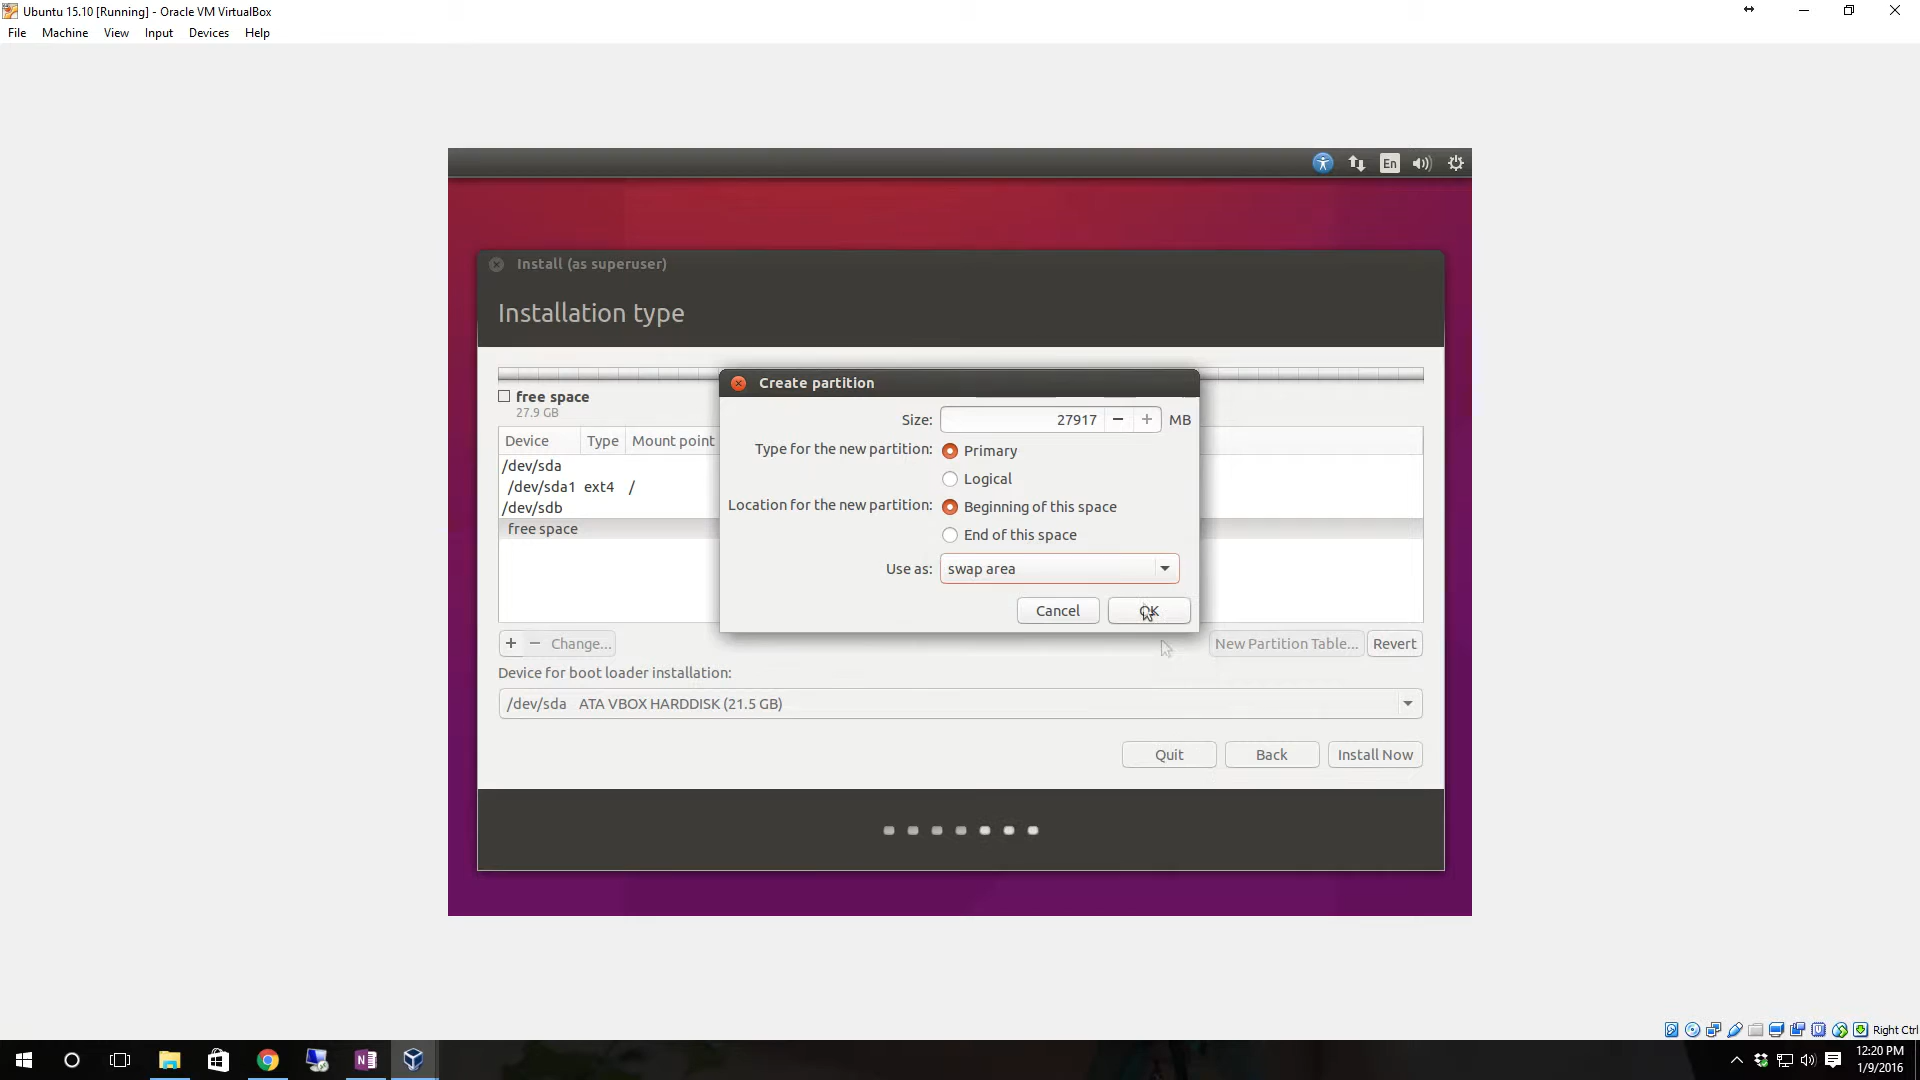 Ubuntu 15.10 [Running] - Oracle VM VirtualBox
File Machine View Input Devices Help
En
Install (as superuser)
Installation type
free space
27.9 GB
Device Type Mount point
/dev/sda
/dev/sda1 ext4 /
/dev/sdb
free space
Create partition
Size: 27917 MB
Type for the new partition: Primary
Logical
Location for the new partition: Beginning of this space
End of this space
Use as: swap area
Cancel OK
+ − Change... New Partition Table... Revert
Device for boot loader installation:
/dev/sda ATA VBOX HARDDISK (21.5 GB)
Quit Back Install Now
Right Ctrl
12:20 PM
1/9/2016